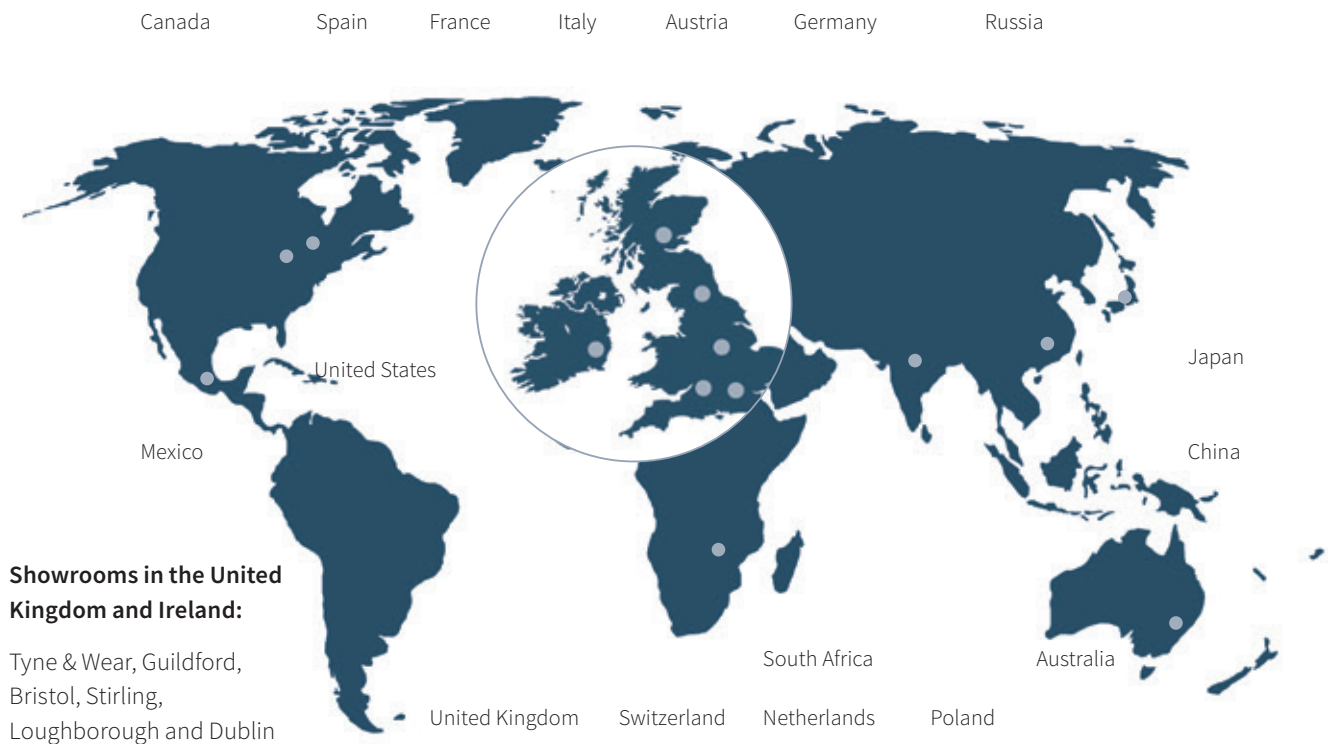 Canada Spain France Italy Austria Germany Russia
United States
Japan
Mexico
China
Showrooms in the United
Kingdom and Ireland:
Tyne & Wear, Guildford,
Bristol, Stirling,
Loughborough and Dublin
South Africa
Australia
United Kingdom Switzerland Netherlands Poland